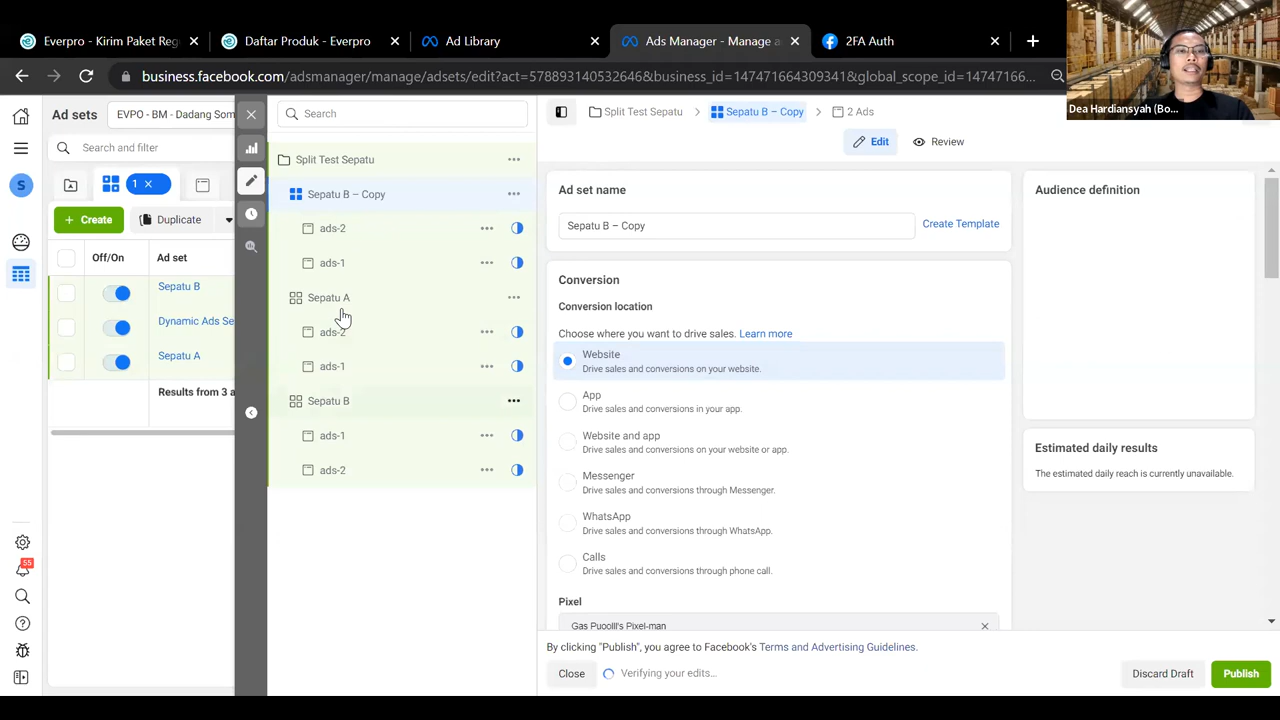 Everpro - Kirim Paket Reg
Daftar Produk - Everpro
Ad Library
Ads Manager - Manage a
2FA Auth
business.facebook.com/adsmanager/manage/adsets/edit?act=578893140532646&business_id=147471664309341&global_scope_id=14747166...
Dea Hardiansyah (Bo...
Ad sets
EVPO - BM - Dadang Som
Search and filter
1
Create
Duplicate
Off/On
Ad set
Sepatu B
Dynamic Ads Se
Sepatu A
Results from 3 a
55
Search
Split Test Sepatu
Sepatu B – Copy
ads-2
ads-1
Sepatu A
ads-2
ads-1
Sepatu B
ads-1
ads-2
Split Test Sepatu
Sepatu B – Copy
2 Ads
Edit
Review
Ad set name
Sepatu B – Copy
Create Template
Conversion
Conversion location
Choose where you want to drive sales. Learn more
Website
Drive sales and conversions on your website.
App
Drive sales and conversions in your app.
Website and app
Drive sales and conversions on your website or app.
Messenger
Drive sales and conversions through Messenger.
WhatsApp
Drive sales and conversions through WhatsApp.
Calls
Drive sales and conversions through phone call.
Pixel
Gas Puoolll's Pixel-man
Audience definition
Estimated daily results
The estimated daily reach is currently unavailable.
By clicking "Publish", you agree to Facebook's Terms and Advertising Guidelines.
Close
Verifying your edits...
Discard Draft
Publish